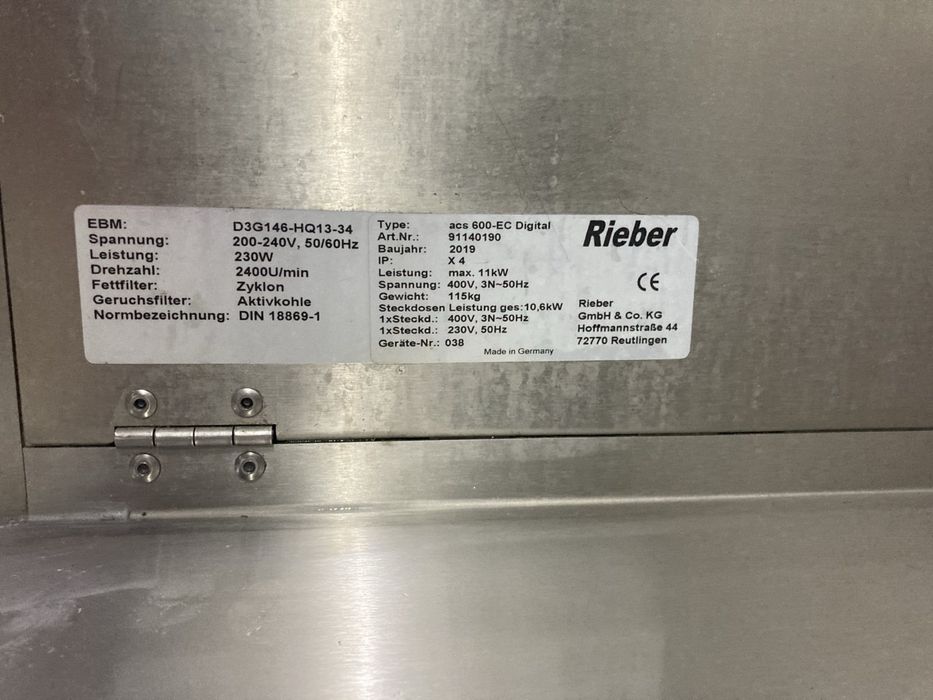 EBM: D3G146-HQ13-34
Spannung: 200-240V, 50/60Hz
Leistung: 230W
Drehzahl: 2400U/min
Fettfilter: Zyklon
Geruchsfilter: Aktivkohle
Normbezeichnung: DIN 18869-1
Type: acs 600-EC Digital
Art.Nr.: 91140190
Baujahr: 2019
IP: X 4
Leistung: max. 11kW
Spannung: 400V, 3N~50Hz
Gewicht: 115kg
Steckdosen Leistung ges:10,6kW
1xSteckd.: 400V, 3N~50Hz
1xSteckd.: 230V, 50Hz
Geräte-Nr.: 038
Made in Germany
Rieber
CE
Rieber
GmbH & Co. KG
Hoffmannstraße 44
72770 Reutlingen